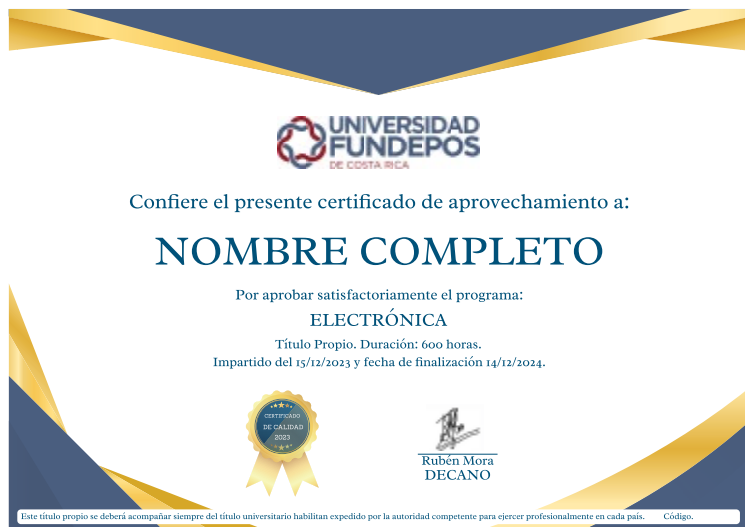 UNIVERSIDAD
FUNDEPOS
DE COSTA RICA
Confiere el presente certificado de aprovechamiento a:
NOMBRE COMPLETO
Por aprobar satisfactoriamente el programa:
ELECTRÓNICA
Título Propio. Duración: 600 horas.
Impartido del 15/12/2023 y fecha de finalización 14/12/2024.
CERTIFICADO
DE CALIDAD
2023
Rubén Mora
DECANO
Este título propio se deberá acompañar siempre del título universitario habilitan expedido por la autoridad competente para ejercer profesionalmente en cada país. Código.